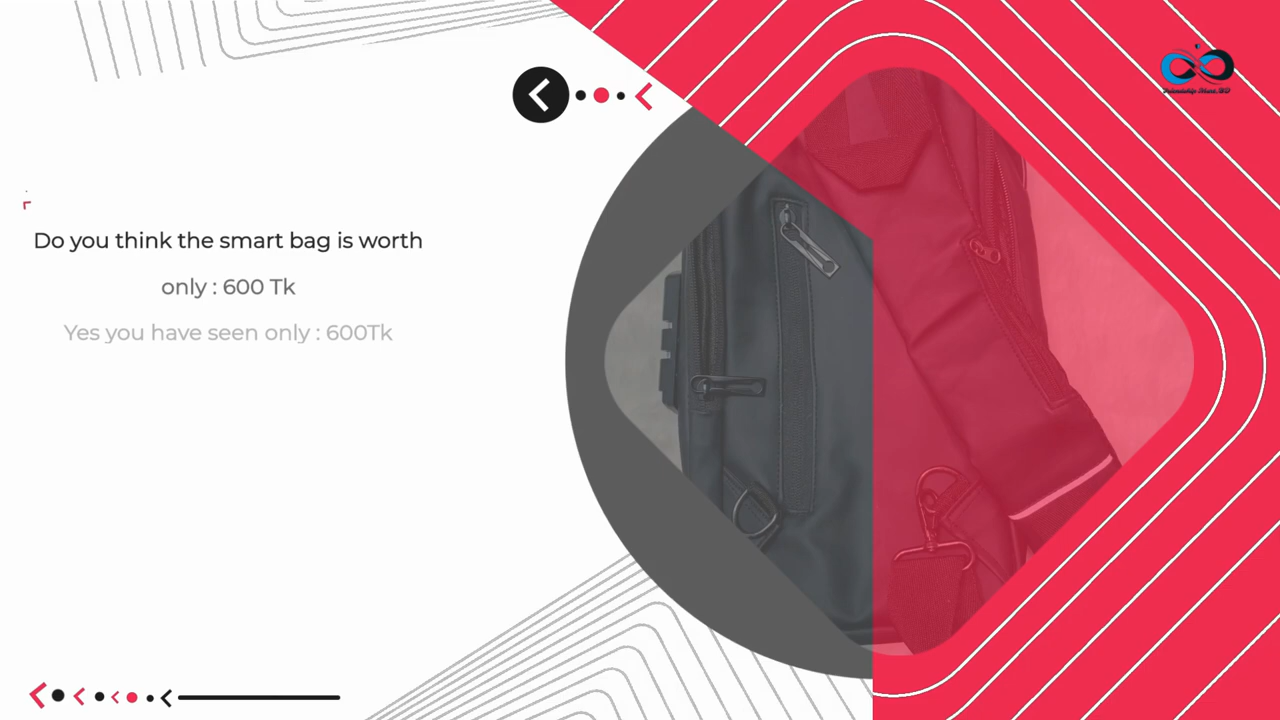 Do you think the smart bag is worth
only : 600 Tk
Yes you have seen only : 600Tk